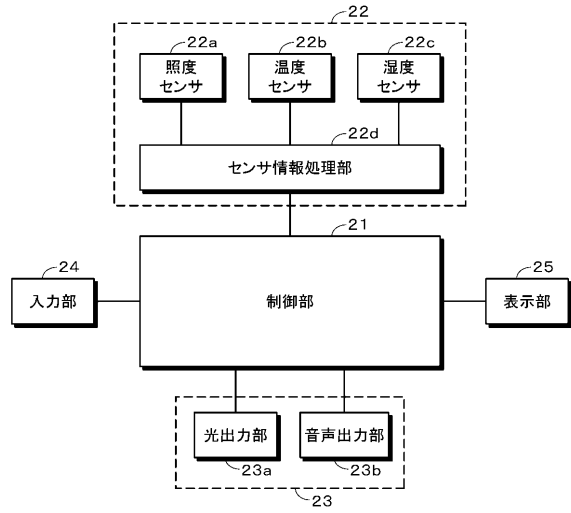 22
22a
22b
22c
照度
センサ
温度
センサ
湿度
センサ
22d
センサ情報処理部
21
制御部
24
入力部
25
表示部
光出力部
音声出力部
23a
23b
23